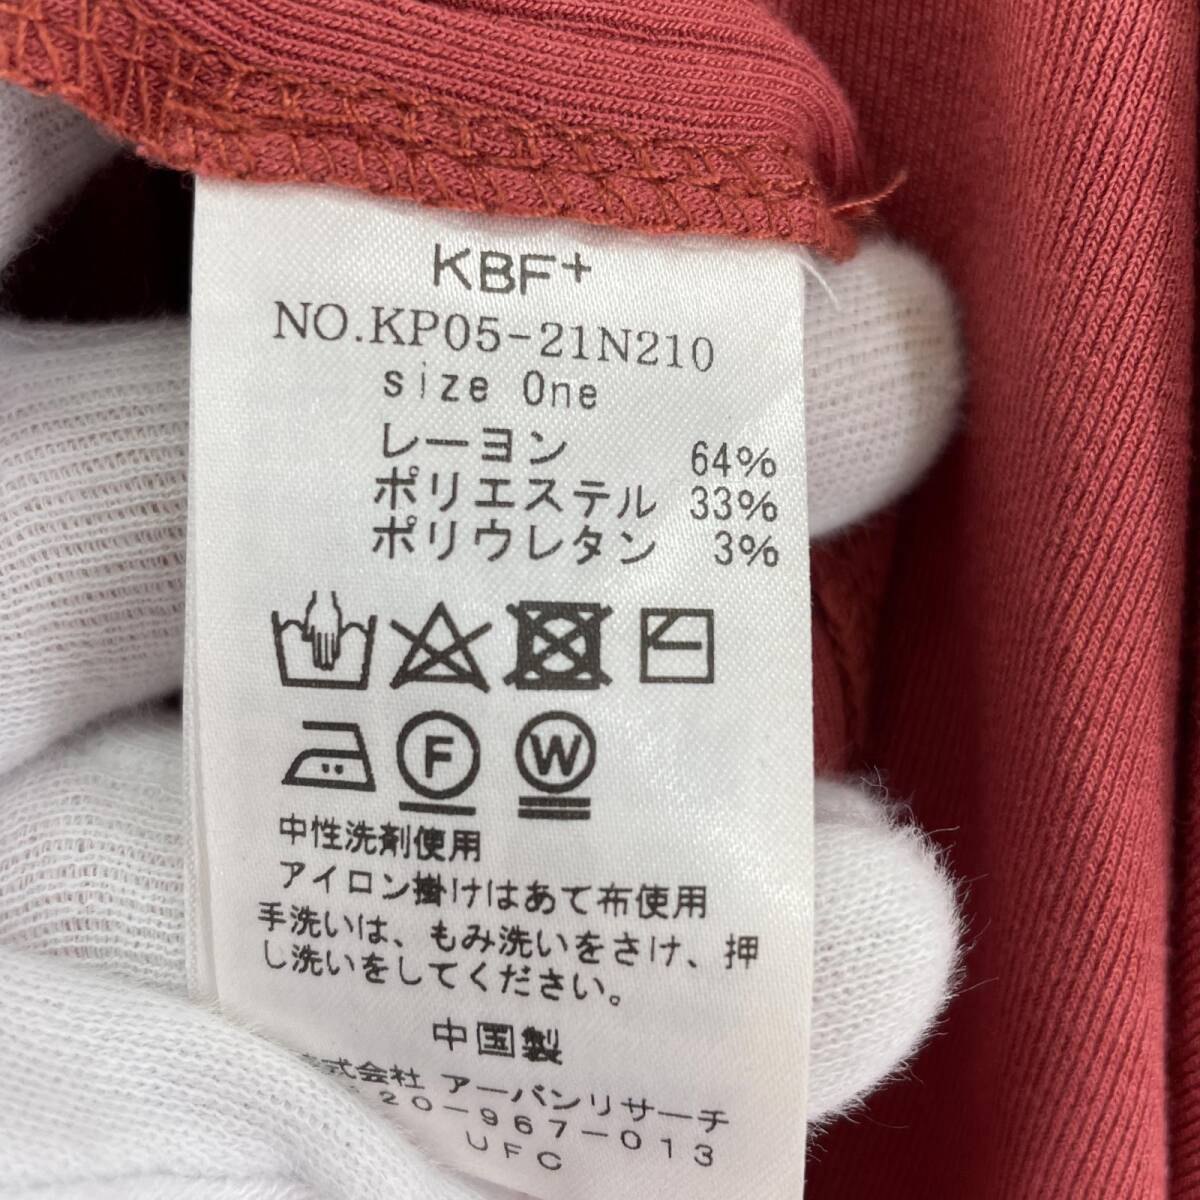 KBF+
NO.KP05-21N210
size One
レーヨン 64%
ポリエステル 33%
ポリウレタン 3%
F W
中性洗剤使用
アイロン掛けはあて布使用
手洗いは、もみ洗いをさけ、押
し洗いをしてください。
中国製
式会社 アーバンリサーチ
20-967-013
UFC